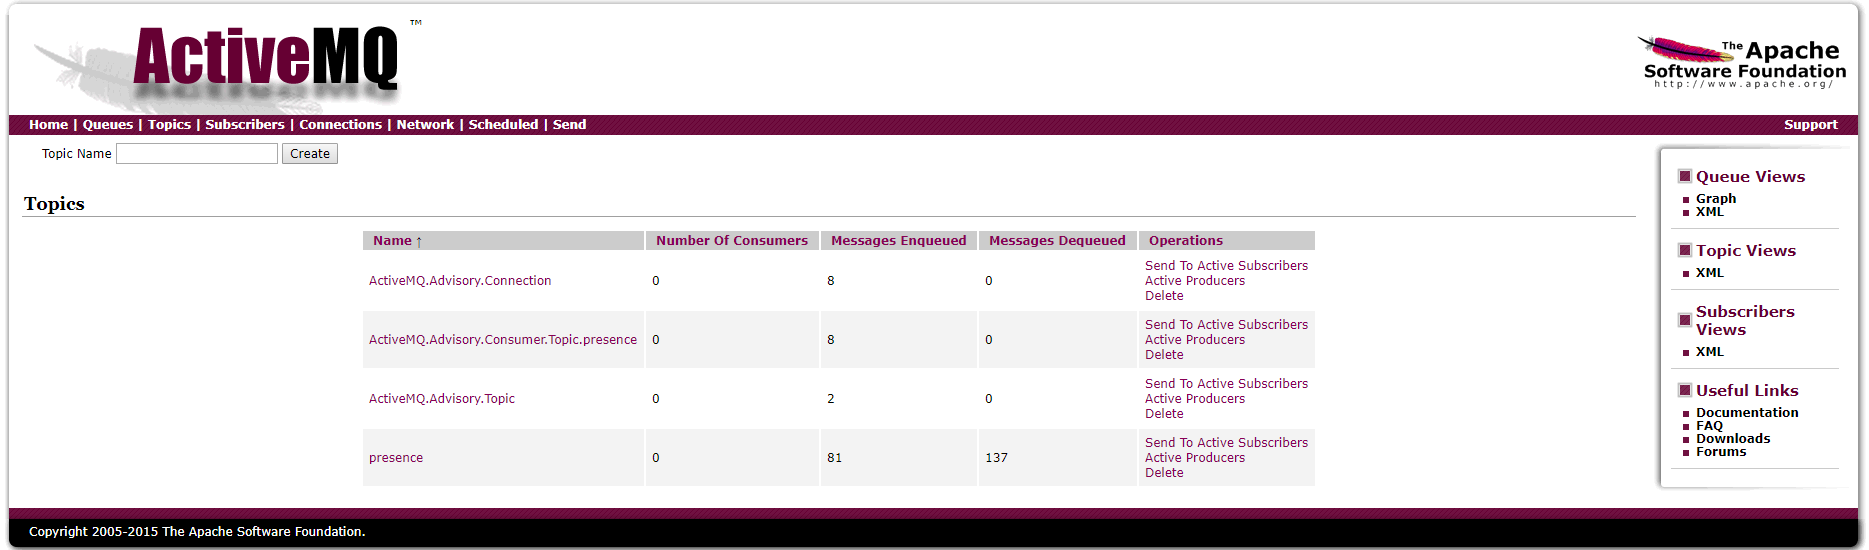 ActiveMQ ™
The Apache
Software Foundation
http://www.apache.org/
Home | Queues | Topics | Subscribers | Connections | Network | Scheduled | Send
Support
Topic Name Create
Topics
Name ↑ Number Of Consumers Messages Enqueued Messages Dequeued Operations
ActiveMQ.Advisory.Connection 0 8 0 Send To Active Subscribers
Active Producers
Delete
ActiveMQ.Advisory.Consumer.Topic.presence 0 8 0 Send To Active Subscribers
Active Producers
Delete
ActiveMQ.Advisory.Topic 0 2 0 Send To Active Subscribers
Active Producers
Delete
presence 0 81 137 Send To Active Subscribers
Active Producers
Delete
Queue Views
Graph
XML
Topic Views
XML
Subscribers
Views
XML
Useful Links
Documentation
FAQ
Downloads
Forums
Copyright 2005-2015 The Apache Software Foundation.